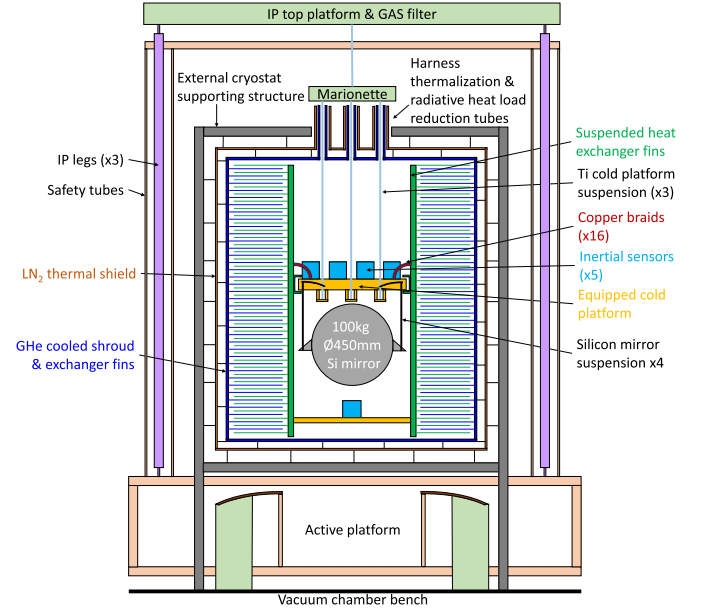 IP top platform & GAS filter
External cryostat
supporting structure
Marionette
Harness
thermalization &
radiative heat load
reduction tubes
IP legs (x3)
Safety tubes
LN2 thermal shield
GHe cooled shroud
& exchanger fins
Suspended heat
exchanger fins
Ti cold platform
suspension (x3)
Copper braids
(x16)
Inertial sensors
(x5)
Equipped cold
platform
Silicon mirror
suspension x4
100kg
Ø450mm
Si mirror
Active platform
Vacuum chamber bench